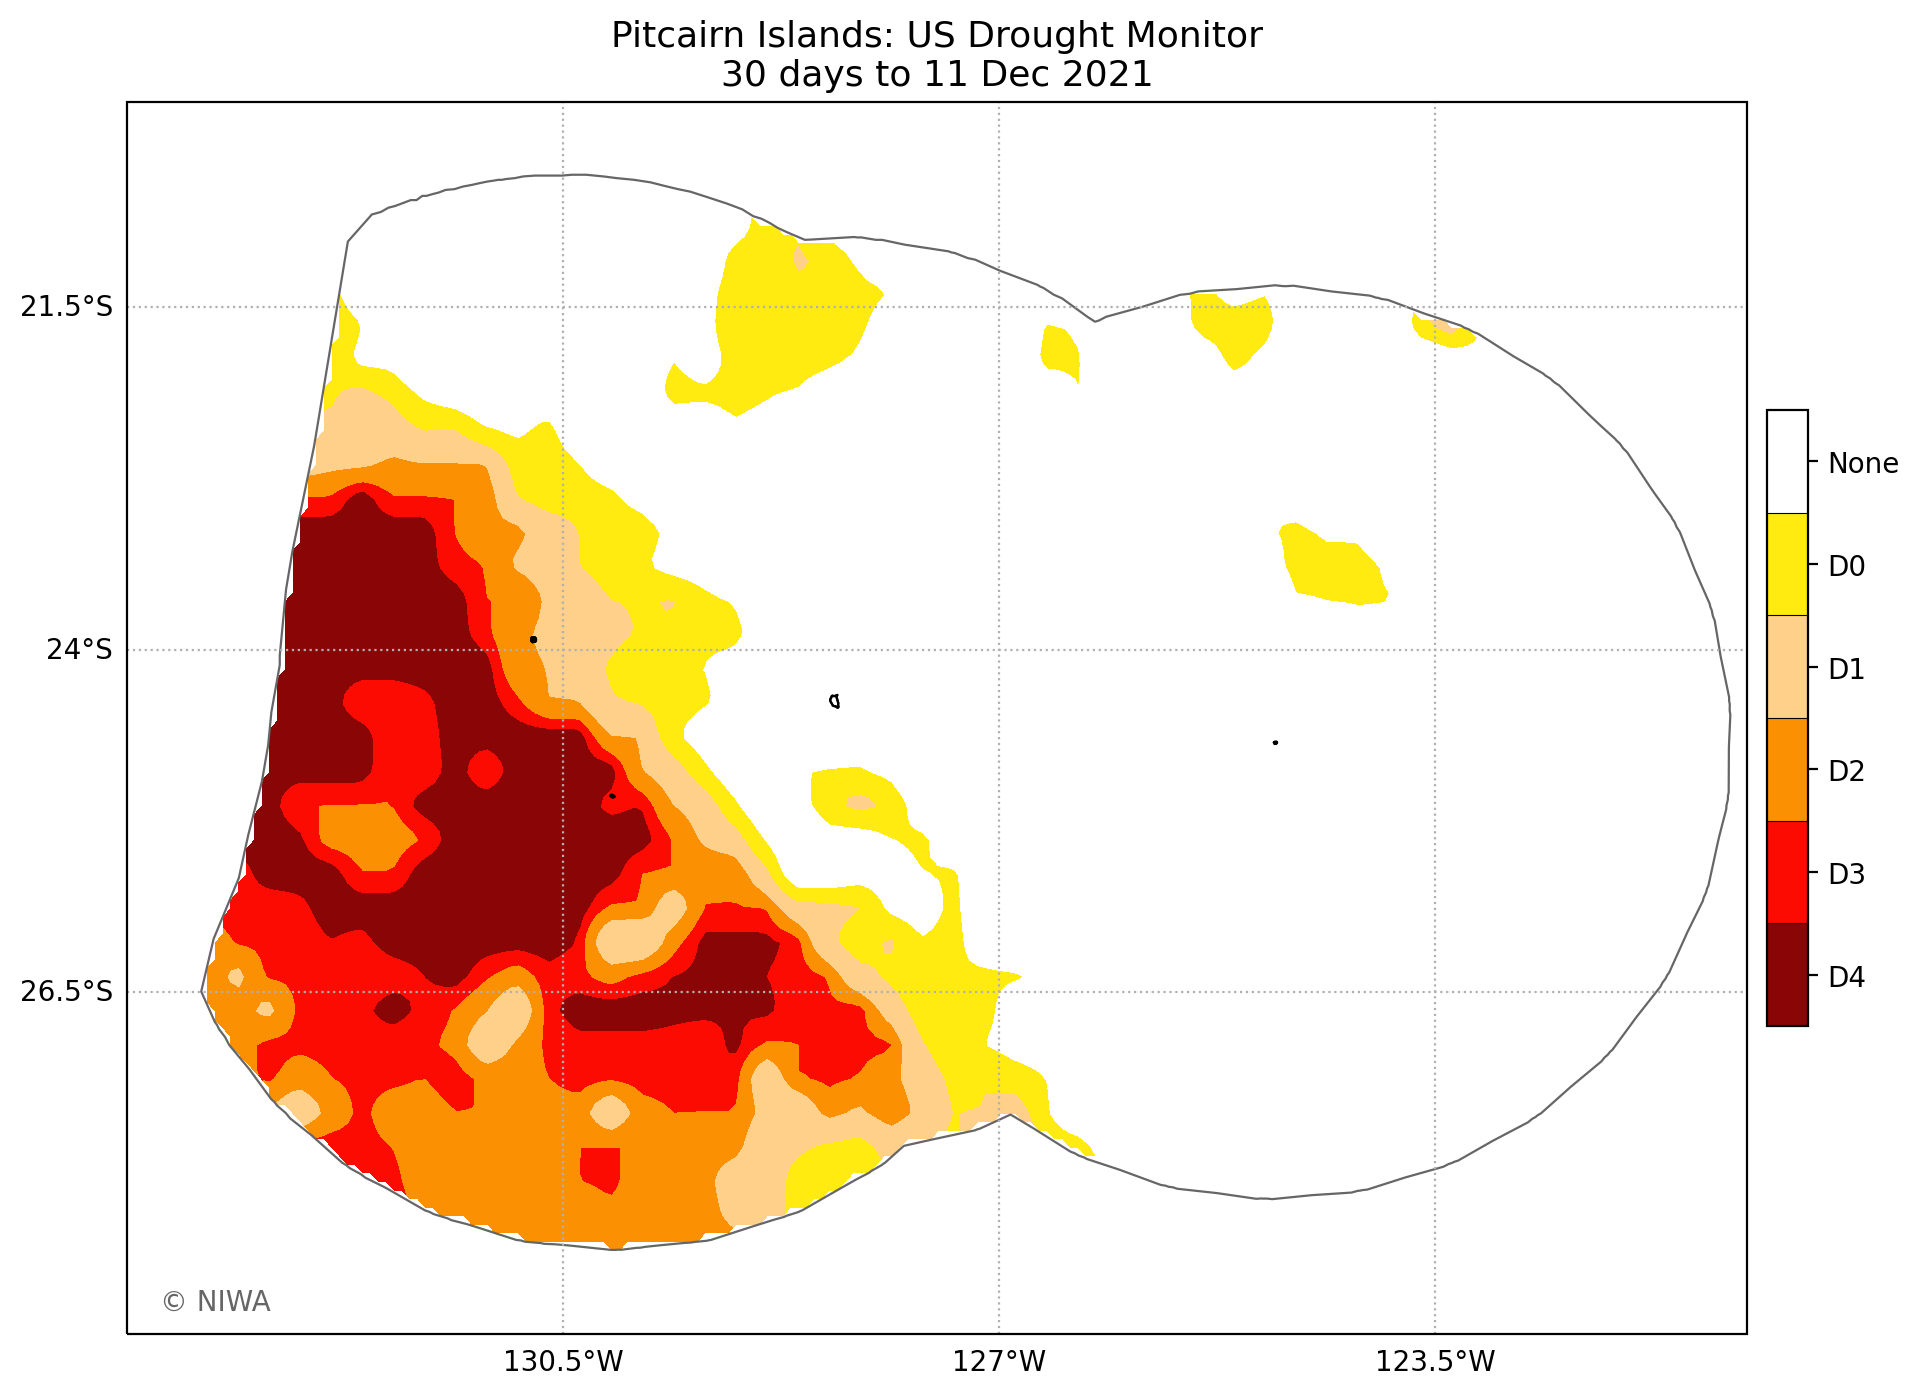 Pitcairn Islands: US Drought Monitor
30 days to 11 Dec 2021
21.5°S
24°S
26.5°S
130.5°W
127°W
123.5°W
None
D0
D1
D2
D3
D4
© NIWA